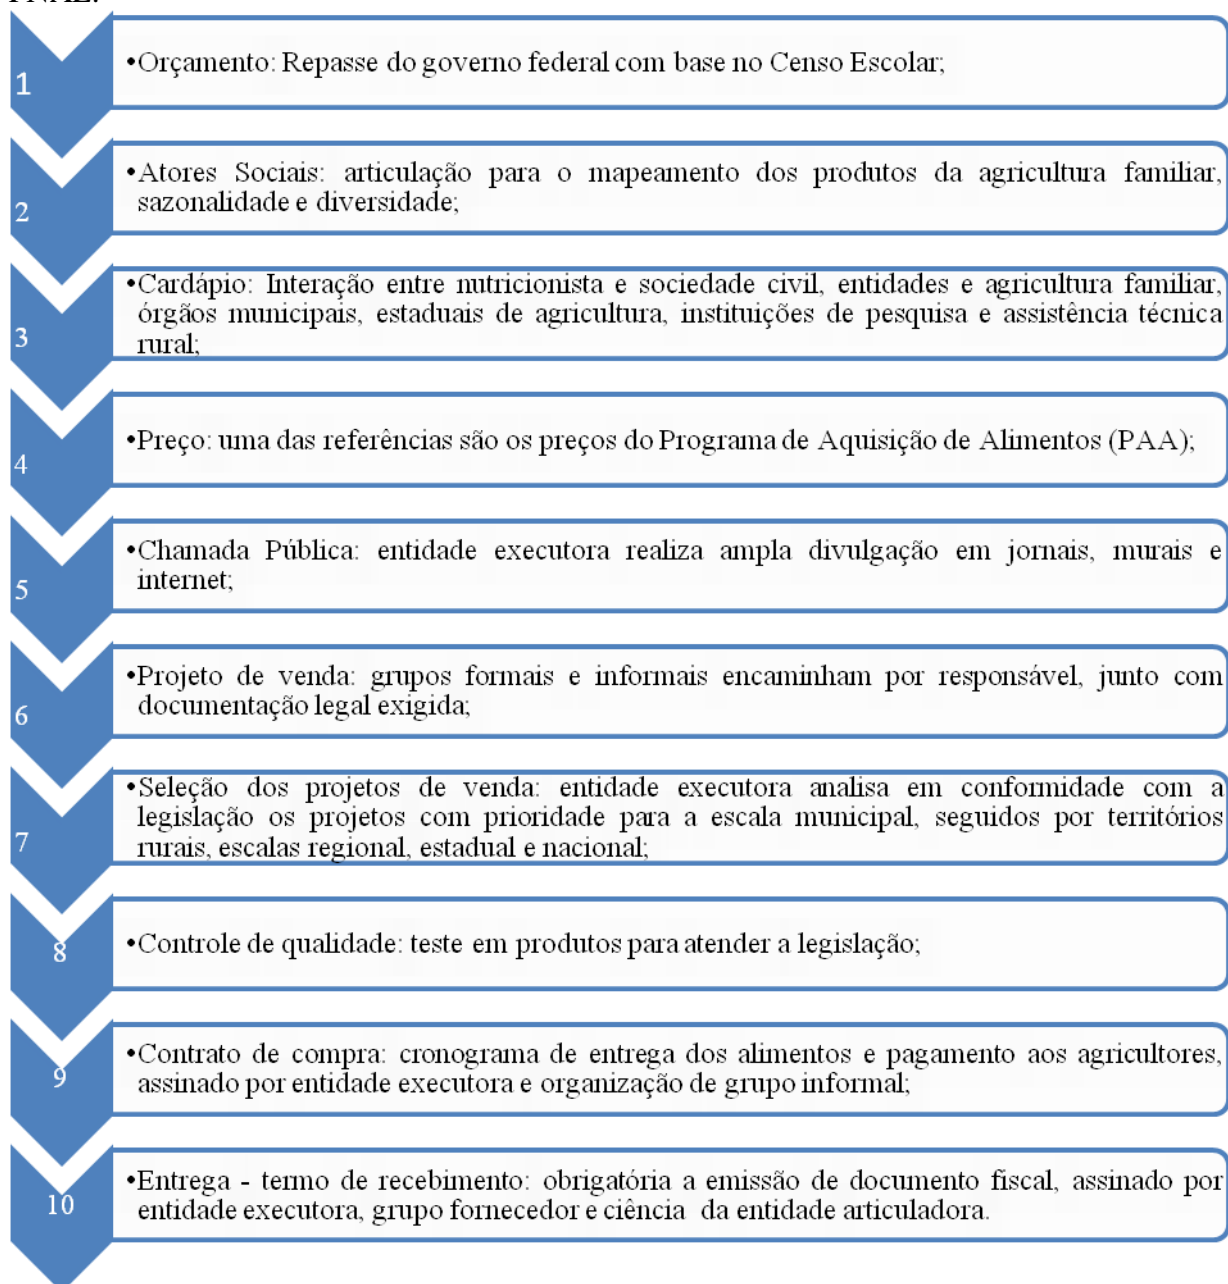 1
•Orçamento: Repasse do governo federal com base no Censo Escolar;
2
•Atores Sociais: articulação para o mapeamento dos produtos da agricultura familiar,
sazonalidade e diversidade;
3
•Cardápio: Interação entre nutricionista e sociedade civil, entidades e agricultura familiar,
órgãos municipais, estaduais de agricultura, instituições de pesquisa e assistência técnica
rural;
4
•Preço: uma das referências são os preços do Programa de Aquisição de Alimentos (PAA);
5
•Chamada Pública: entidade executora realiza ampla divulgação em jornais, murais e
internet;
6
•Projeto de venda: grupos formais e informais encaminham por responsável, junto com
documentação legal exigida;
7
•Seleção dos projetos de venda: entidade executora analisa em conformidade com a
legislação os projetos com prioridade para a escala municipal, seguidos por territórios
rurais, escalas regional, estadual e nacional;
8
•Controle de qualidade: teste em produtos para atender a legislação;
9
•Contrato de compra: cronograma de entrega dos alimentos e pagamento aos agricultores,
assinado por entidade executora e organização de grupo informal;
10
•Entrega - termo de recebimento: obrigatória a emissão de documento fiscal, assinado por
entidade executora, grupo fornecedor e ciência da entidade articuladora.